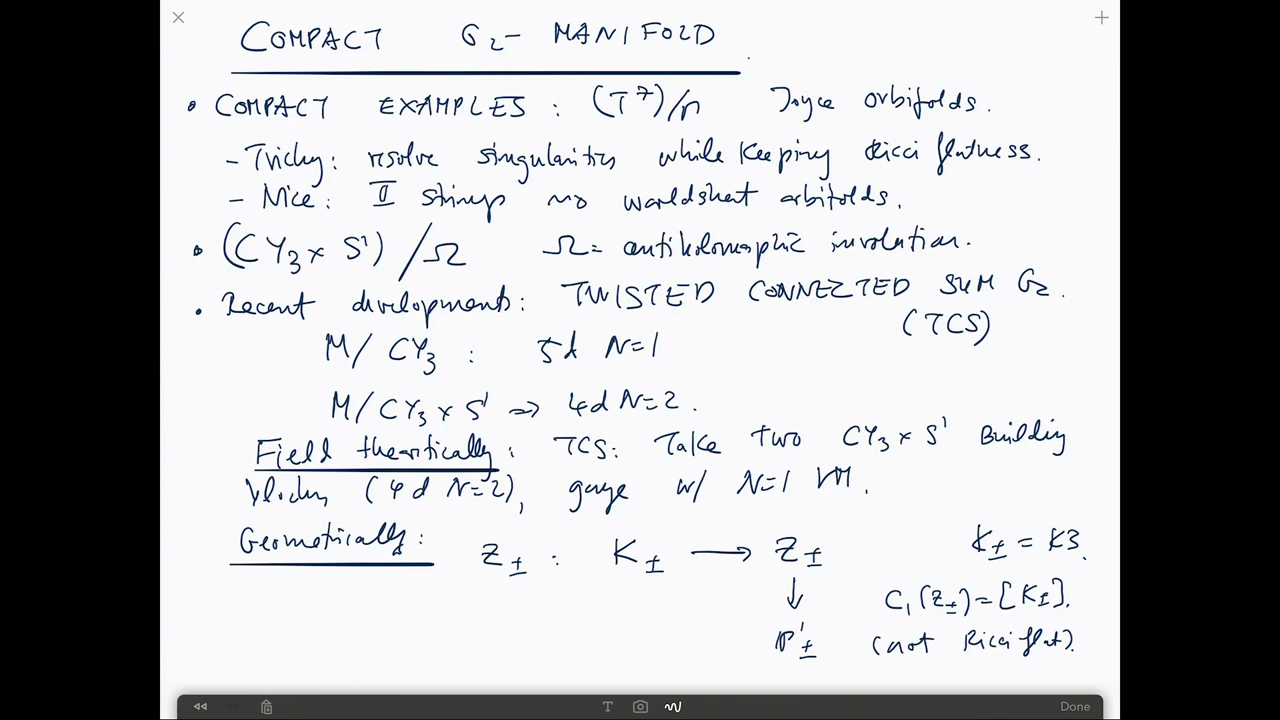 COMPACT G₂- MANIFOLD
• COMPACT EXAMPLES : (T⁷)/Γ Joyce orbifolds.
- Tricky: resolve singularities while keeping Ricci flatness.
- Nice: II strings no worldsheet orbifolds.
• (CY₃ × S¹)/Ω Ω = antiholomorphic involution.
• Recent developments: TWISTED CONNECTED SUM G₂.
(TCS)
M/ CY₃ : 5d N=1
M/CY₃ × S¹ ⇒ 4d N=2.
Field theoretically: TCS: Take two CY₃ × S¹ Building
blocks (4d N=2), gauge w/ N=1 VM.
Geometrically: Z± : K± ⟶ Z± K± = K3.
↓ C₁(Z±) = [K±].
P¹± (not Ricci flat).
Done